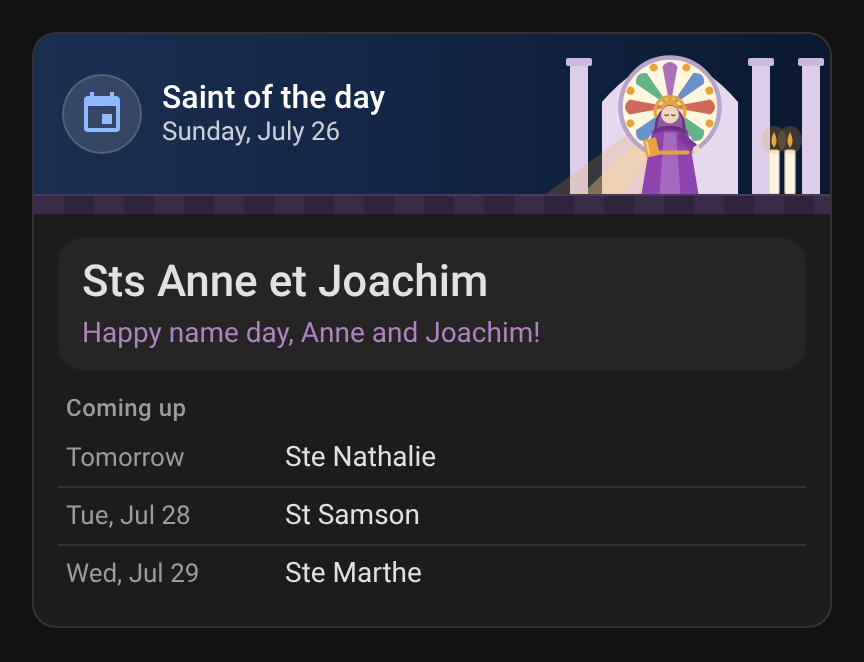 Saint of the day
Sunday, July 26
Sts Anne et Joachim
Happy name day, Anne and Joachim!
Coming up
Tomorrow Ste Nathalie
Tue, Jul 28 St Samson
Wed, Jul 29 Ste Marthe